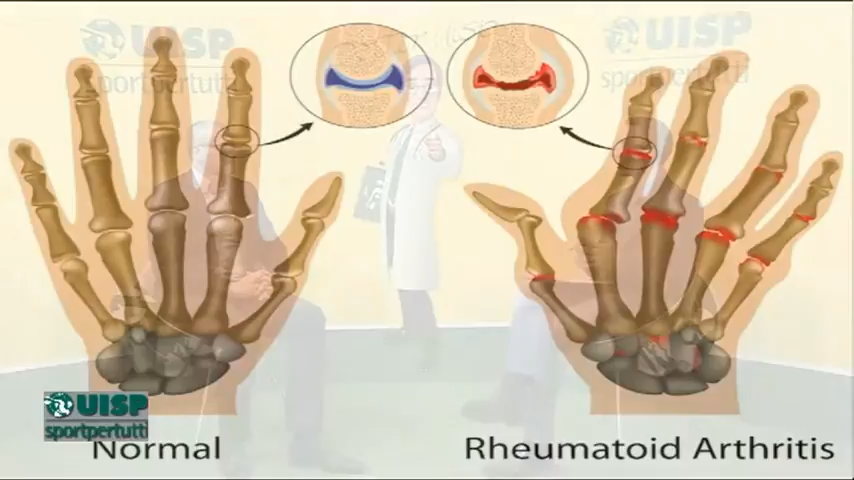 UISP
sportpertutti
UISP
sportpertutti
UISP
sportpertutti
Normal
Rheumatoid Arthritis